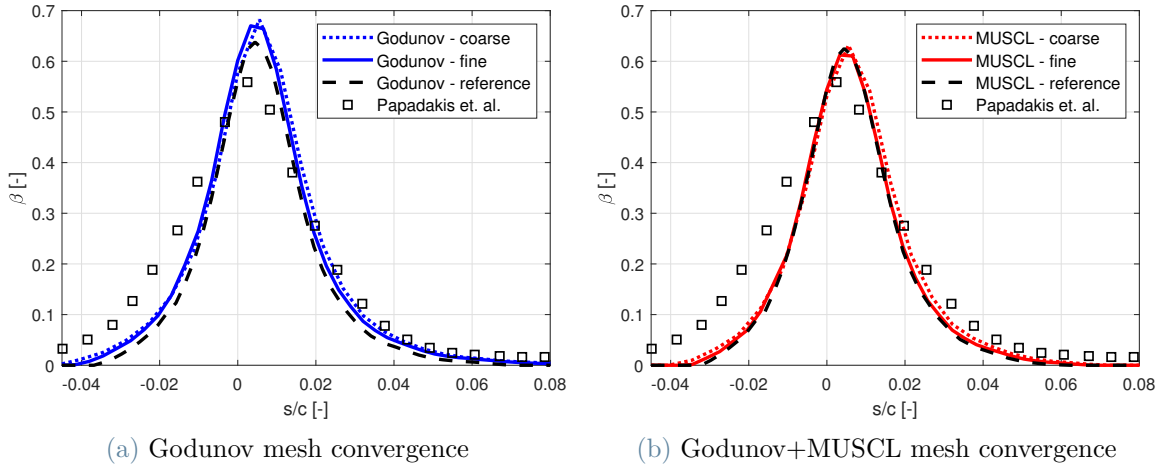 0.7
0.6
0.5
0.4
0.3
0.2
0.1
0
β [-]
-0.04 -0.02 0 0.02 0.04 0.06 0.08
s/c [-]
Godunov - coarse
Godunov - fine
Godunov - reference
Papadakis et. al.
(a) Godunov mesh convergence
0.7
0.6
0.5
0.4
0.3
0.2
0.1
0
β [-]
-0.04 -0.02 0 0.02 0.04 0.06 0.08
s/c [-]
MUSCL - coarse
MUSCL - fine
MUSCL - reference
Papadakis et. al.
(b) Godunov+MUSCL mesh convergence